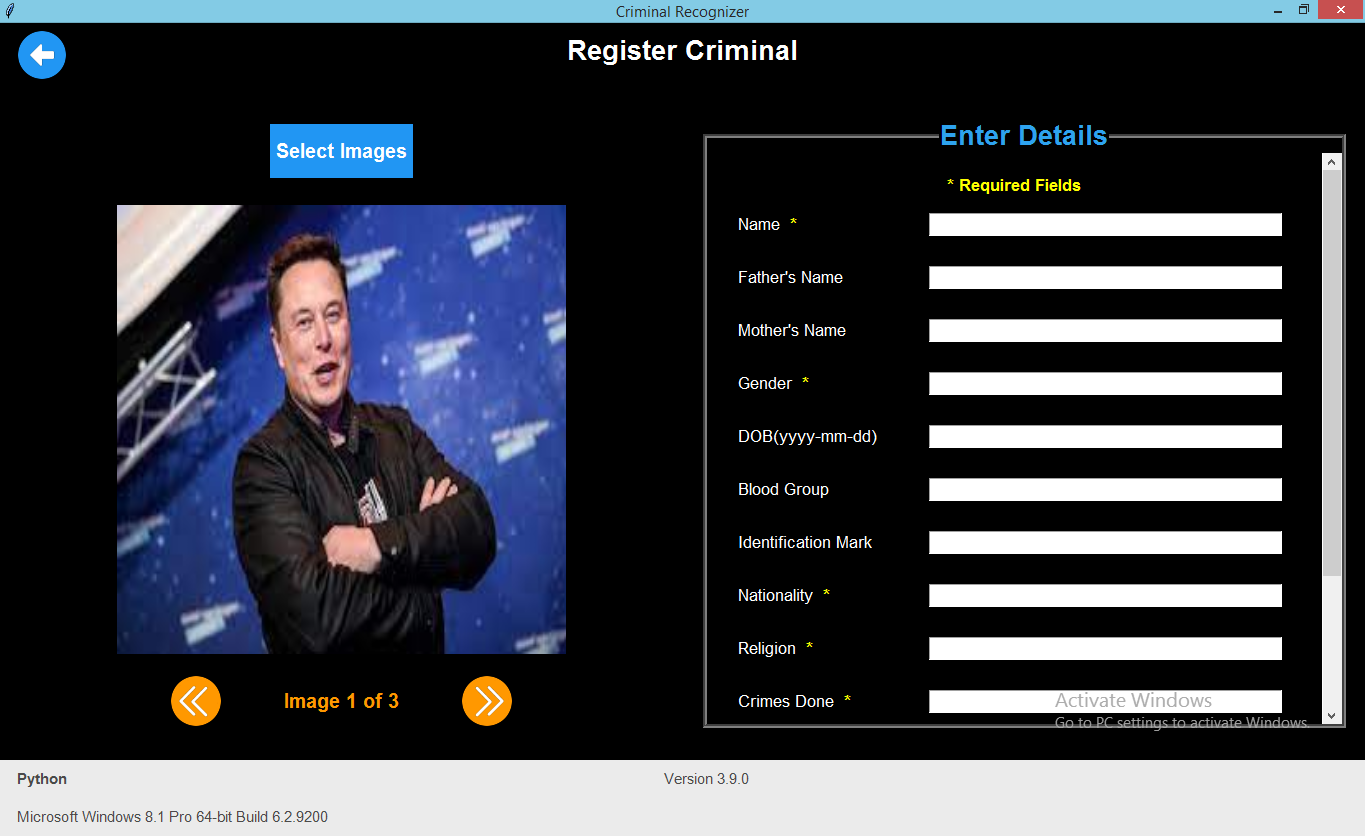 Criminal Recognizer
Register Criminal
Select Images
Image 1 of 3
Enter Details
* Required Fields
Name *
Father's Name
Mother's Name
Gender *
DOB(yyyy-mm-dd)
Blood Group
Identification Mark
Nationality *
Religion *
Crimes Done *
Activate Windows
Go to PC settings to activate Windows.
Python
Version 3.9.0
Microsoft Windows 8.1 Pro 64-bit Build 6.2.9200